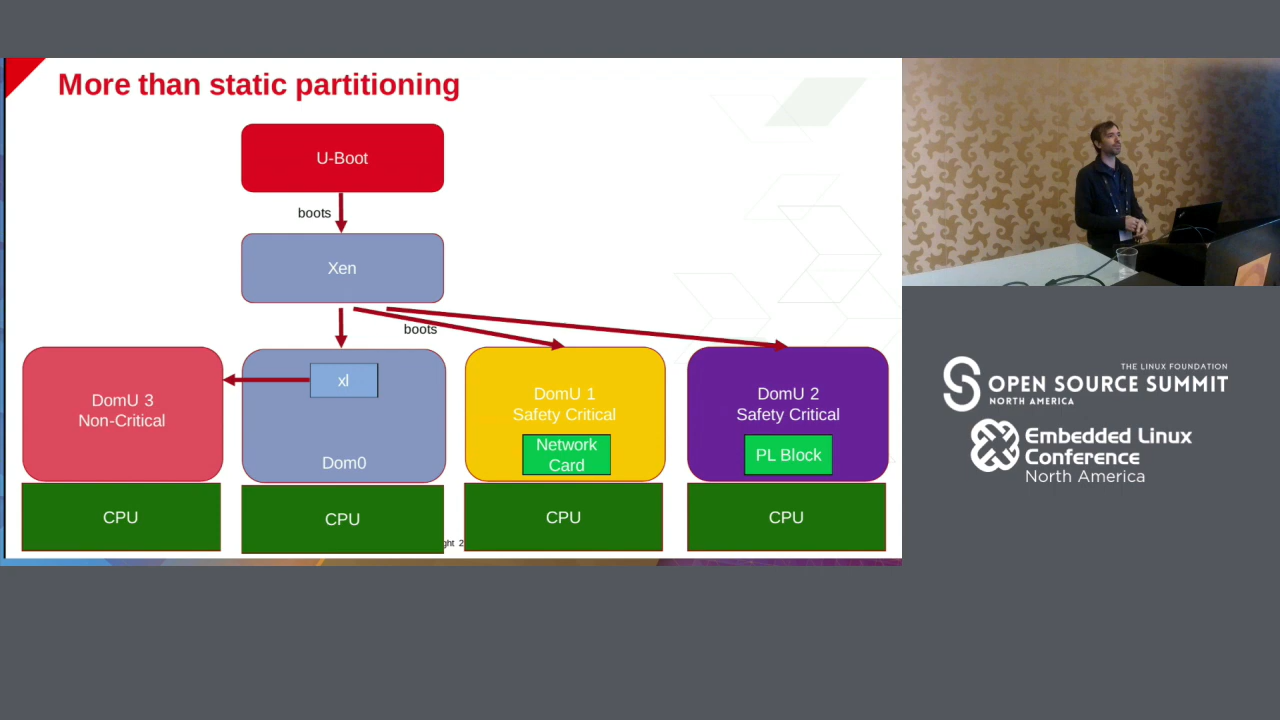 More than static partitioning
U-Boot
boots
Xen
boots
xl
DomU 3
Non-Critical
Dom0
DomU 1
Safety Critical
Network
Card
DomU 2
Safety Critical
PL Block
CPU
CPU
CPU
CPU
THE LINUX FOUNDATION
OPEN SOURCE SUMMIT
NORTH AMERICA
Embedded Linux
Conference
North America